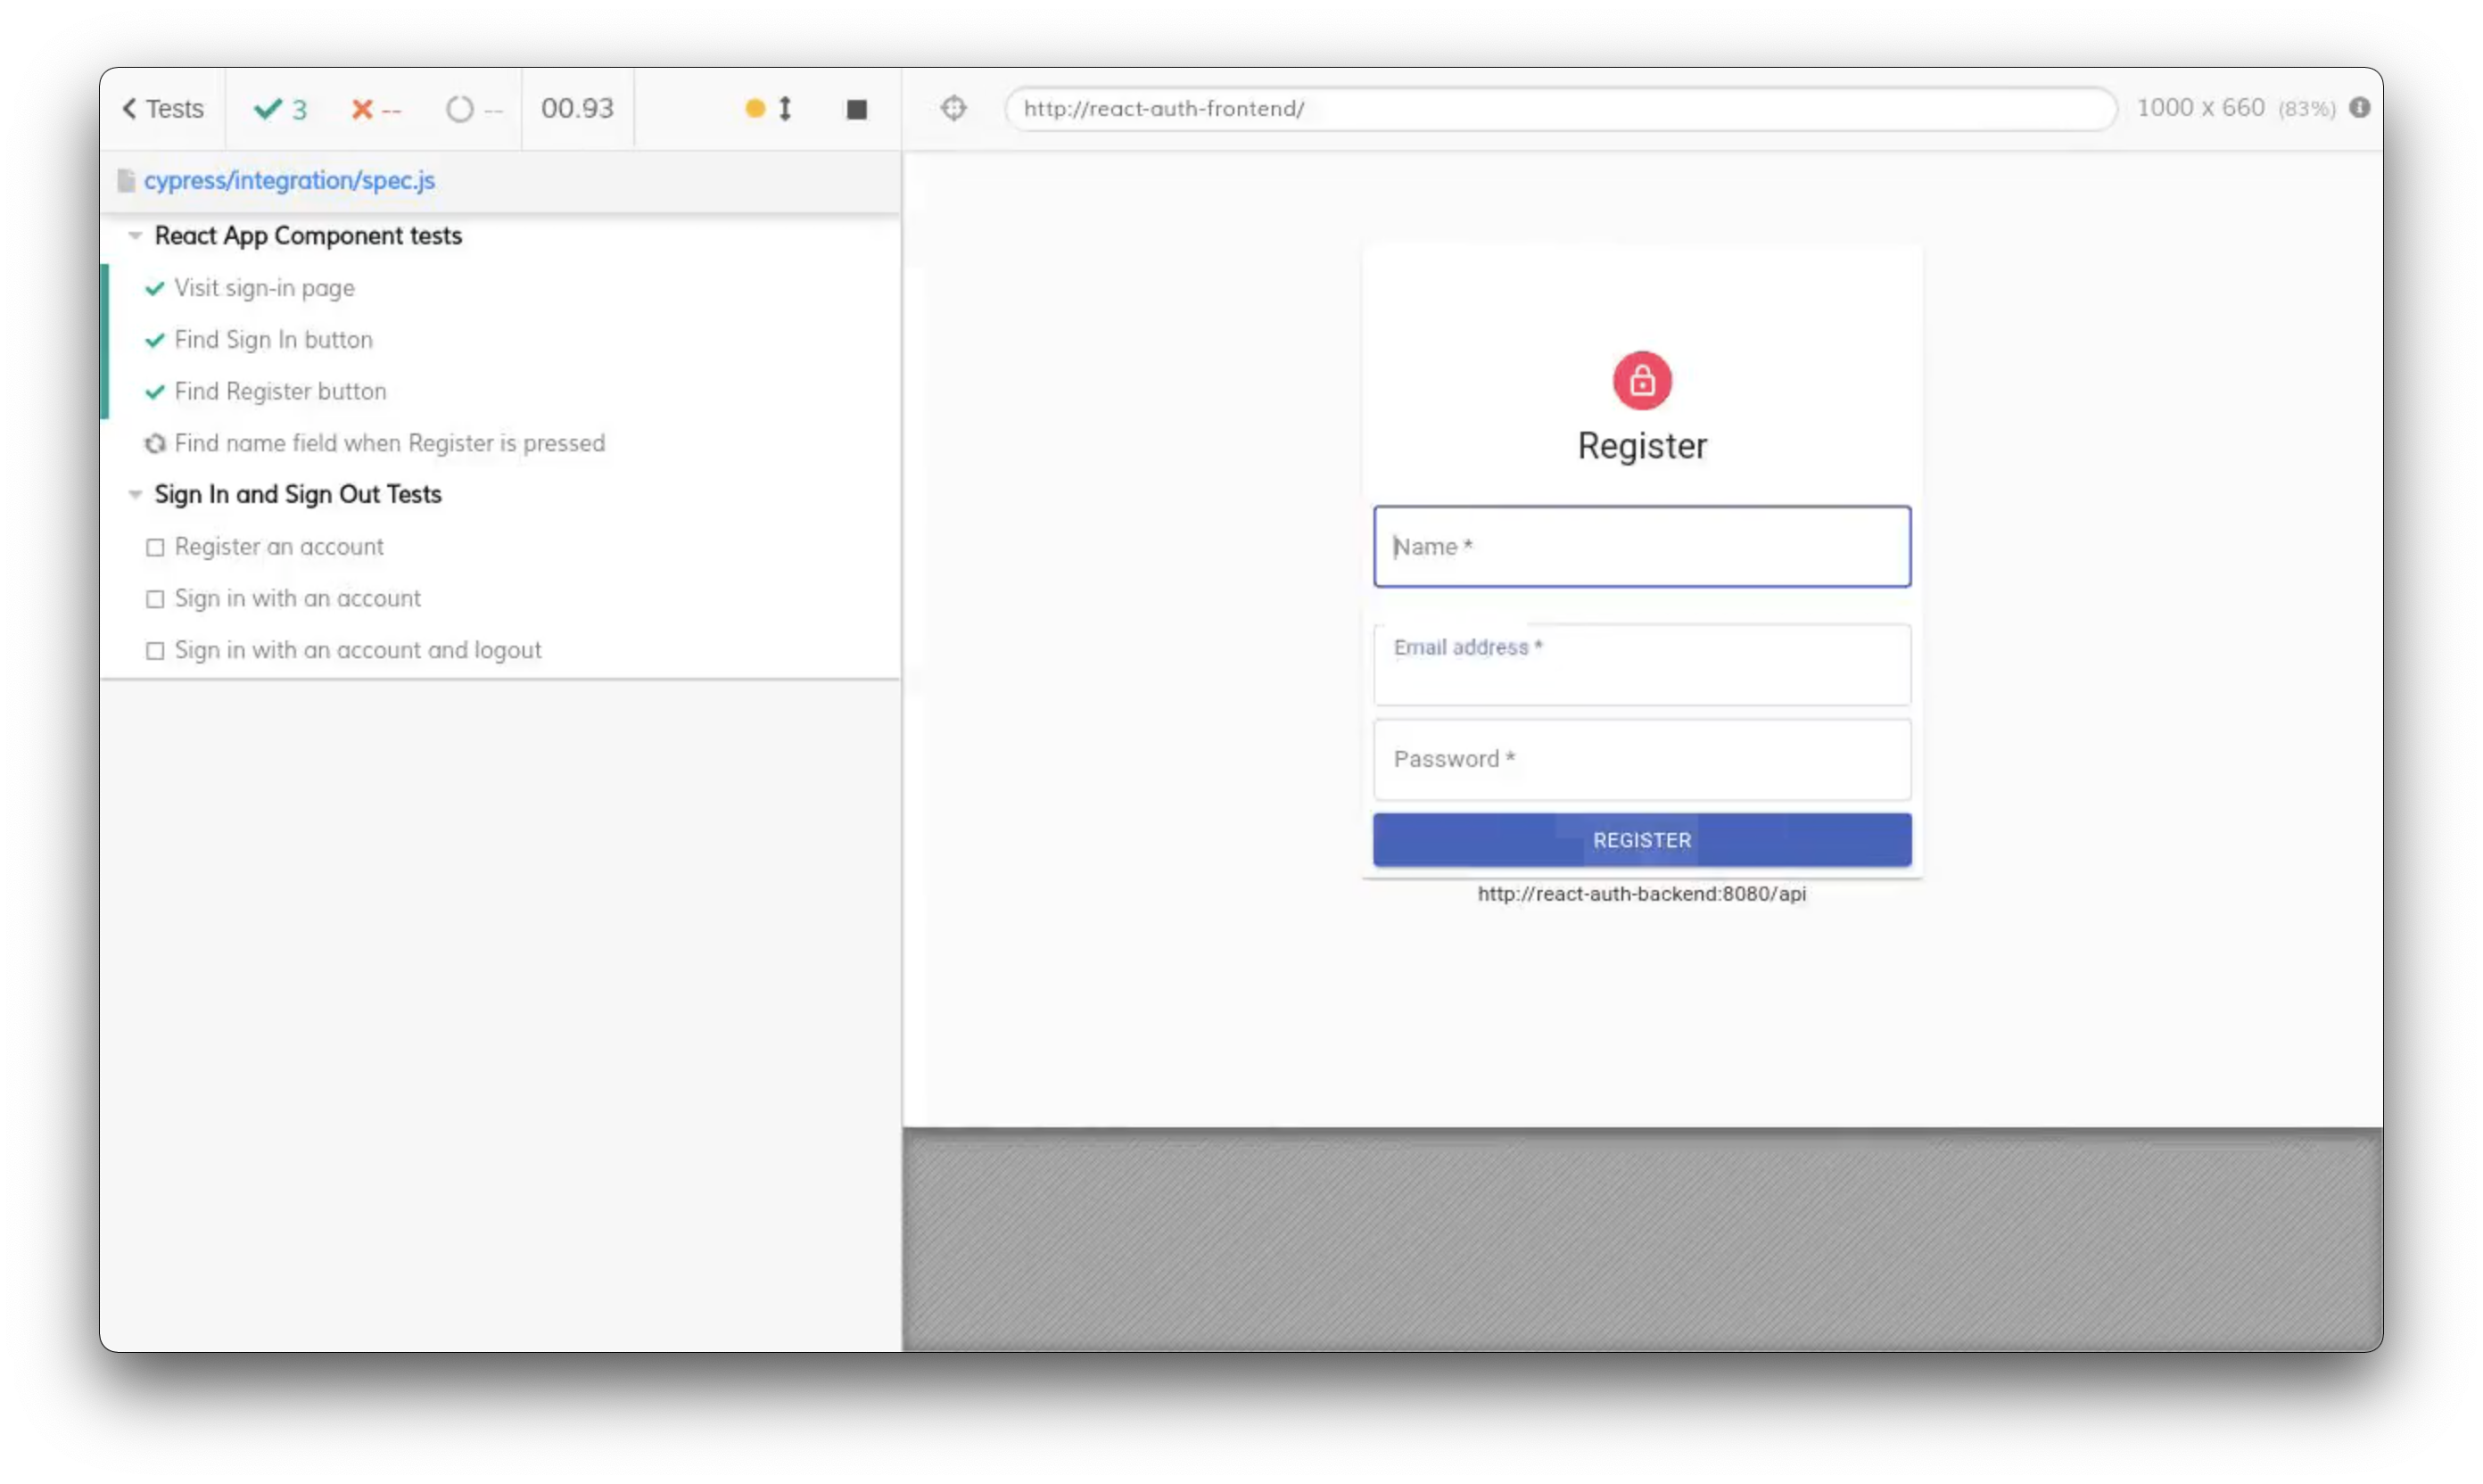 Tests 3 -- -- 00.93
http://react-auth-frontend/ 1000 x 660 (83%)
cypress/integration/spec.js
React App Component tests
Visit sign-in page
Find Sign In button
Find Register button
Find name field when Register is pressed
Sign In and Sign Out Tests
Register an account
Sign in with an account
Sign in with an account and logout
Register
Name *
Email address *
Password *
REGISTER
http://react-auth-backend:8080/api